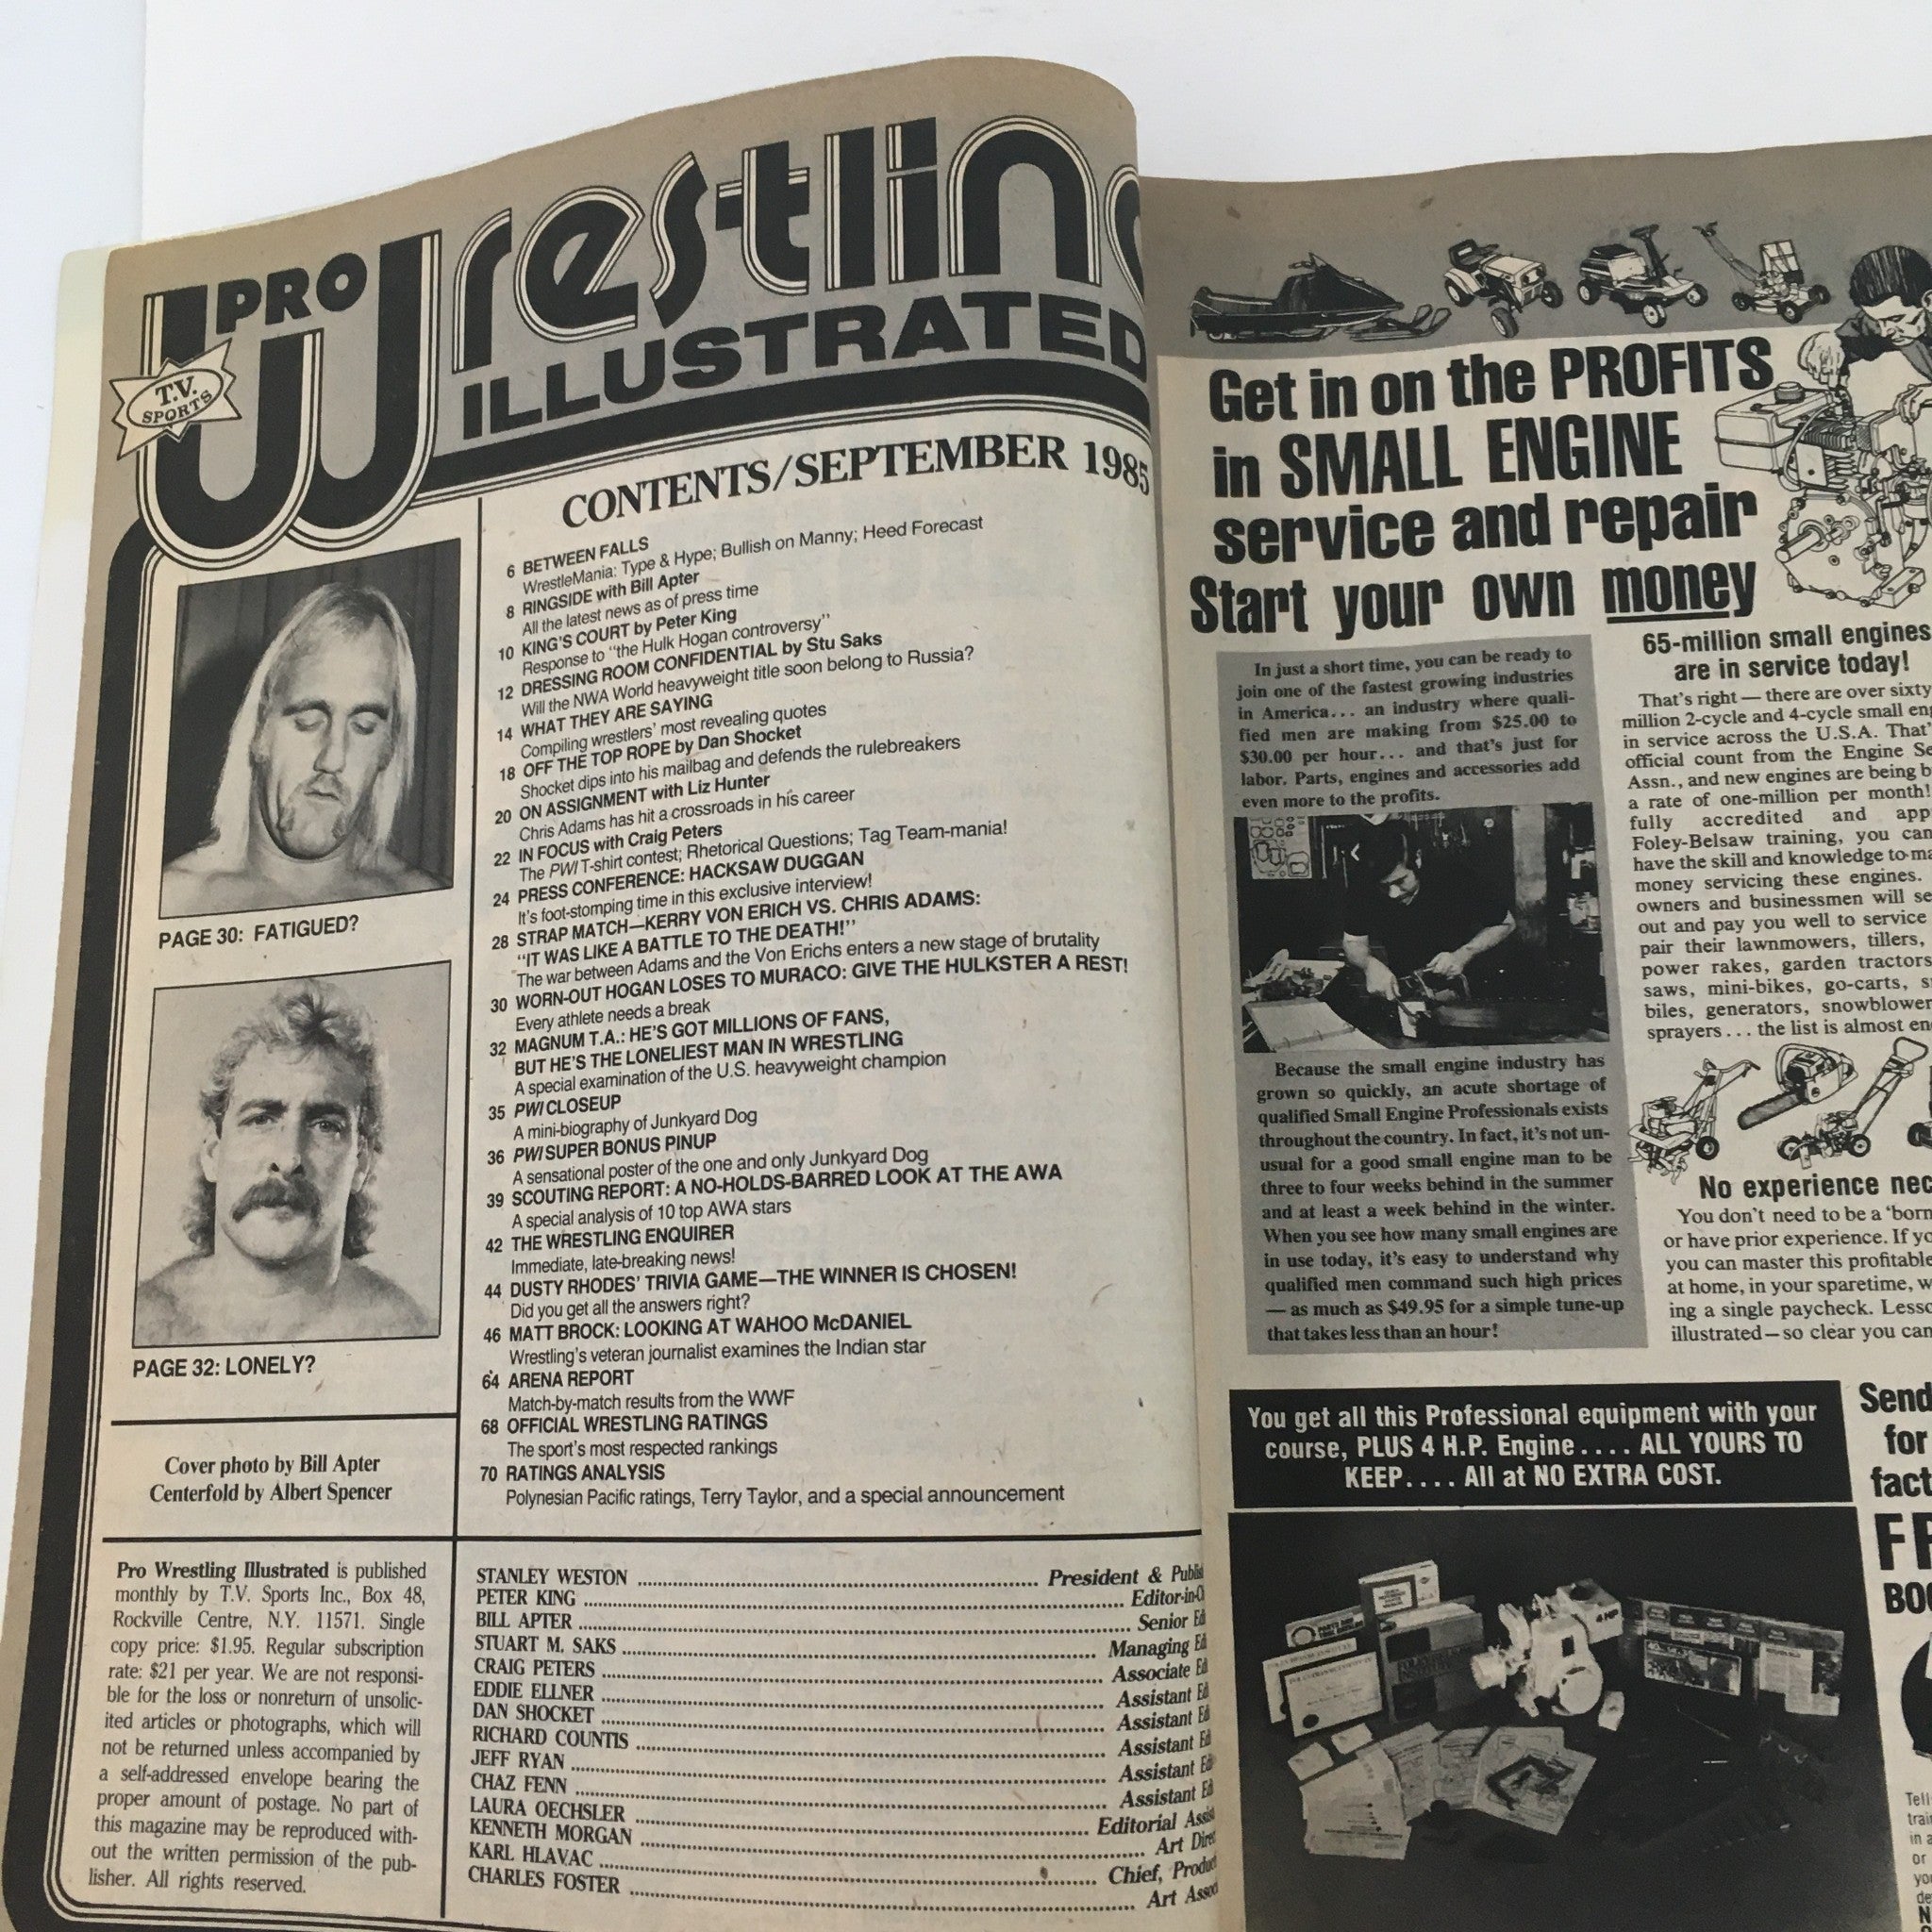 PRO
Wrestling
ILLUSTRATED
T.V.
SPORTS
CONTENTS/SEPTEMBER 1985
6 BETWEEN FALLS
WrestleMania: Type & Hype; Bullish on Manny; Heed Forecast
8 RINGSIDE with Bill Apter
All the latest news as of press time
10 KING'S COURT by Peter King
Response to "the Hulk Hogan controversy"
12 DRESSING ROOM CONFIDENTIAL by Stu Saks
Will the NWA World heavyweight title soon belong to Russia?
14 WHAT THEY ARE SAYING
Compiling wrestlers' most revealing quotes
18 OFF THE TOP ROPE by Dan Shocket
Shocket dips into his mailbag and defends the rulebreakers
20 ON ASSIGNMENT with Liz Hunter
Chris Adams has hit a crossroads in his career
22 IN FOCUS with Craig Peters
The PWI T-shirt contest; Rhetorical Questions; Tag Team-mania!
24 PRESS CONFERENCE: HACKSAW DUGGAN
It's foot-stomping time in this exclusive interview!
28 STRAP MATCH—KERRY VON ERICH VS. CHRIS ADAMS:
"IT WAS LIKE A BATTLE TO THE DEATH!"
The war between Adams and the Von Erichs enters a new stage of brutality
30 WORN-OUT HOGAN LOSES TO MURACO: GIVE THE HULKSTER A REST!
Every athlete needs a break
32 MAGNUM T.A.: HE'S GOT MILLIONS OF FANS,
BUT HE'S THE LONELIEST MAN IN WRESTLING
A special examination of the U.S. heavyweight champion
35 PWI CLOSEUP
A mini-biography of Junkyard Dog
36 PWI SUPER BONUS PINUP
A sensational poster of the one and only Junkyard Dog
39 SCOUTING REPORT: A NO-HOLDS-BARRED LOOK AT THE AWA
A special analysis of 10 top AWA stars
42 THE WRESTLING ENQUIRER
Immediate, late-breaking news!
44 DUSTY RHODES' TRIVIA GAME—THE WINNER IS CHOSEN!
Did you get all the answers right?
46 MATT BROCK: LOOKING AT WAHOO McDANIEL
Wrestling's veteran journalist examines the Indian star
64 ARENA REPORT
Match-by-match results from the WWF
68 OFFICIAL WRESTLING RATINGS
The sport's most respected rankings
70 RATINGS ANALYSIS
Polynesian Pacific ratings, Terry Taylor, and a special announcement
PAGE 30: FATIGUED?
PAGE 32: LONELY?
Cover photo by Bill Apter
Centerfold by Albert Spencer
Pro Wrestling Illustrated is published
monthly by T.V. Sports Inc., Box 48,
Rockville Centre, N.Y. 11571. Single
copy price: $1.95. Regular subscription
rate: $21 per year. We are not responsi-
ble for the loss or nonreturn of unsolic-
ited articles or photographs, which will
not be returned unless accompanied by
a self-addressed envelope bearing the
proper amount of postage. No part of
this magazine may be reproduced with-
out the written permission of the pub-
lisher. All rights reserved.
STANLEY WESTON President & Publis
PETER KING Editor-in-Ch
BILL APTER Senior Ed
STUART M. SAKS Managing Ed
CRAIG PETERS Associate Ed
EDDIE ELLNER Assistant Ed
DAN SHOCKET Assistant Ed
RICHARD COUNTIS Assistant Ed
JEFF RYAN Assistant Ed
CHAZ FENN Assistant Ed
LAURA OECHSLER Editorial Assis
KENNETH MORGAN Art Direc
KARL HLAVAC Chief, Product
CHARLES FOSTER Art Assoc
Get in on the PROFITS
in SMALL ENGINE
service and repair
Start your own money
In just a short time, you can be ready to
join one of the fastest growing industries
in America... an industry where quali-
fied men are making from $25.00 to
$30.00 per hour... and that's just for
labor. Parts, engines and accessories add
even more to the profits.
Because the small engine industry has
grown so quickly, an acute shortage of
qualified Small Engine Professionals exists
throughout the country. In fact, it's not un-
usual for a good small engine man to be
three to four weeks behind in the summer
and at least a week behind in the winter.
When you see how many small engines are
in use today, it's easy to understand why
qualified men command such high prices
— as much as $49.95 for a simple tune-up
that takes less than an hour!
65-million small engines
are in service today!
That's right — there are over sixty
million 2-cycle and 4-cycle small eng
in service across the U.S.A. That'
official count from the Engine Se
Assn., and new engines are being b
a rate of one-million per month!
fully accredited and app
Foley-Belsaw training, you can
have the skill and knowledge to ma
money servicing these engines.
owners and businessmen will se
out and pay you well to service
pair their lawnmowers, tillers,
power rakes, garden tractors
saws, mini-bikes, go-carts, s
biles, generators, snowblower
sprayers... the list is almost en
No experience nec
You don't need to be a 'born
or have prior experience. If yo
you can master this profitable
at home, in your sparetime, w
ing a single paycheck. Lesso
illustrated—so clear you can
You get all this Professional equipment with your
course, PLUS 4 H.P. Engine.... ALL YOURS TO
KEEP.... All at NO EXTRA COST.
Send
for
fact
FR
BOO